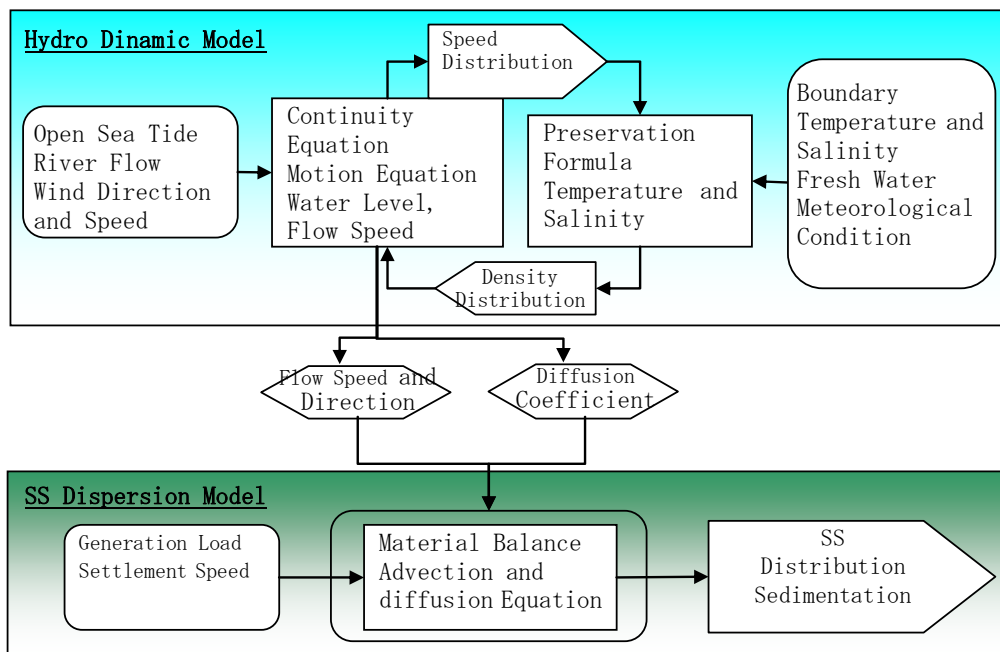 Hydro Dinamic Model
Speed
Distribution
Open Sea Tide
River Flow
Wind Direction
and Speed
Continuity
Equation
Motion Equation
Water Level,
Flow Speed
Preservation
Formula
Temperature and
Salinity
Boundary
Temperature and
Salinity
Fresh Water
Meteorological
Condition
Density
Distribution
Flow Speed and
Direction
Diffusion
Coefficient
SS Dispersion Model
Generation Load
Settlement Speed
Material Balance
Advection and
diffusion Equation
SS
Distribution
Sedimentation